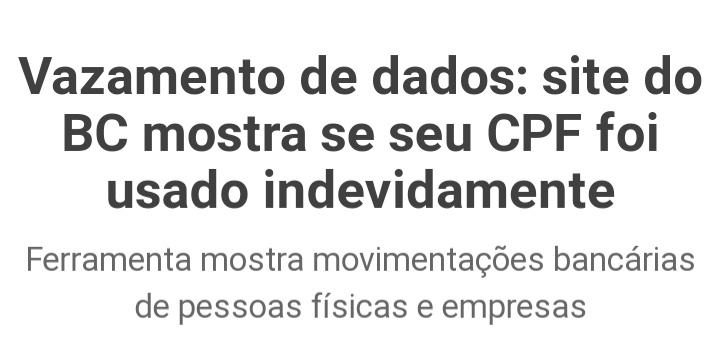 Vazamento de dados: site do
BC mostra se seu CPF foi
usado indevidamente
Ferramenta mostra movimentações bancárias
de pessoas físicas e empresas